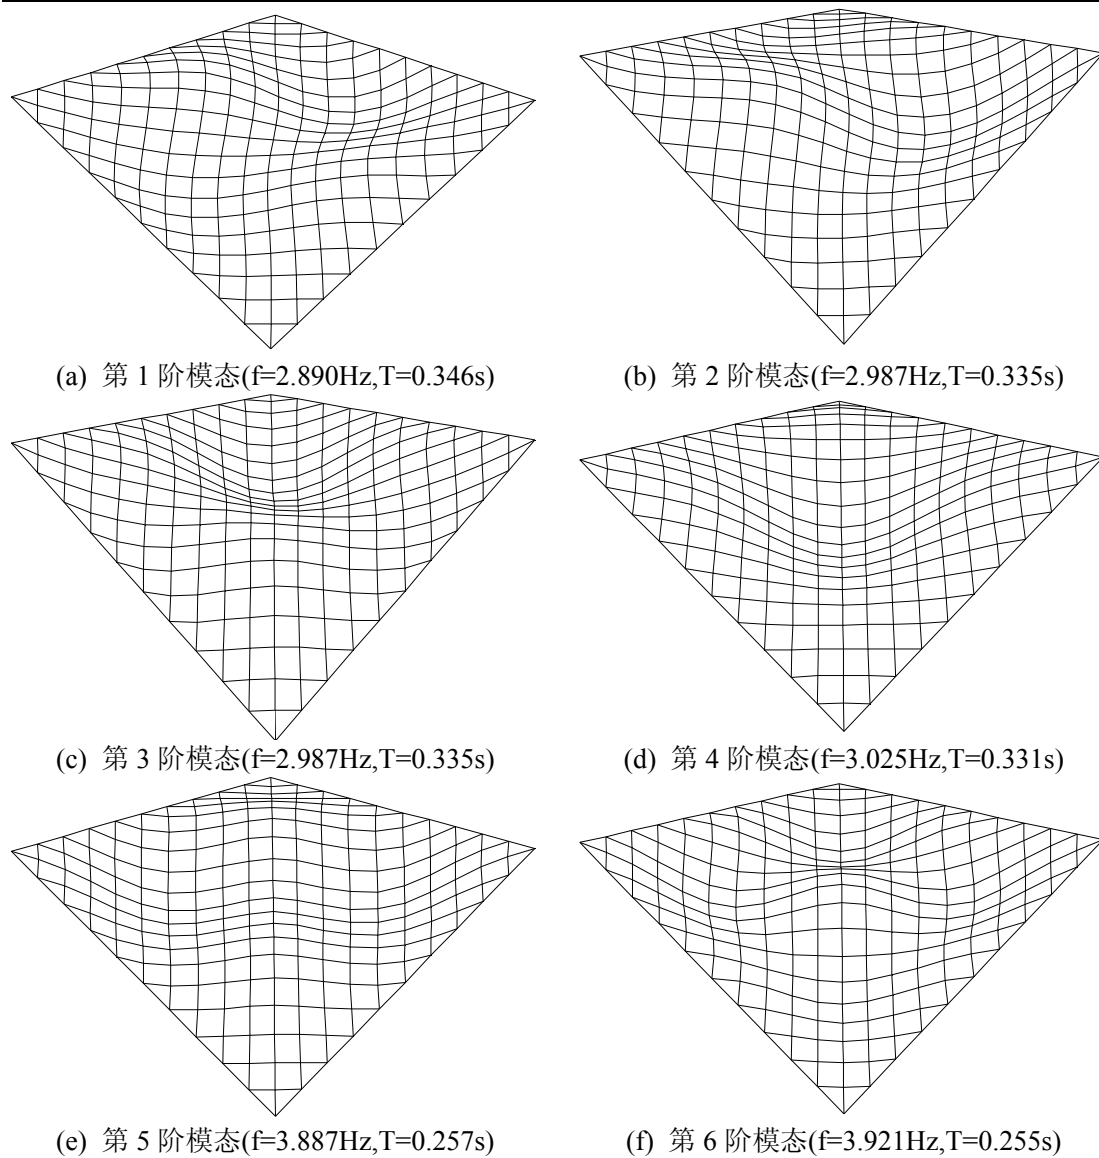 (a) 第 1 阶模态(f=2.890Hz,T=0.346s)
(b) 第 2 阶模态(f=2.987Hz,T=0.335s)
(c) 第 3 阶模态(f=2.987Hz,T=0.335s)
(d) 第 4 阶模态(f=3.025Hz,T=0.331s)
(e) 第 5 阶模态(f=3.887Hz,T=0.257s)
(f) 第 6 阶模态(f=3.921Hz,T=0.255s)